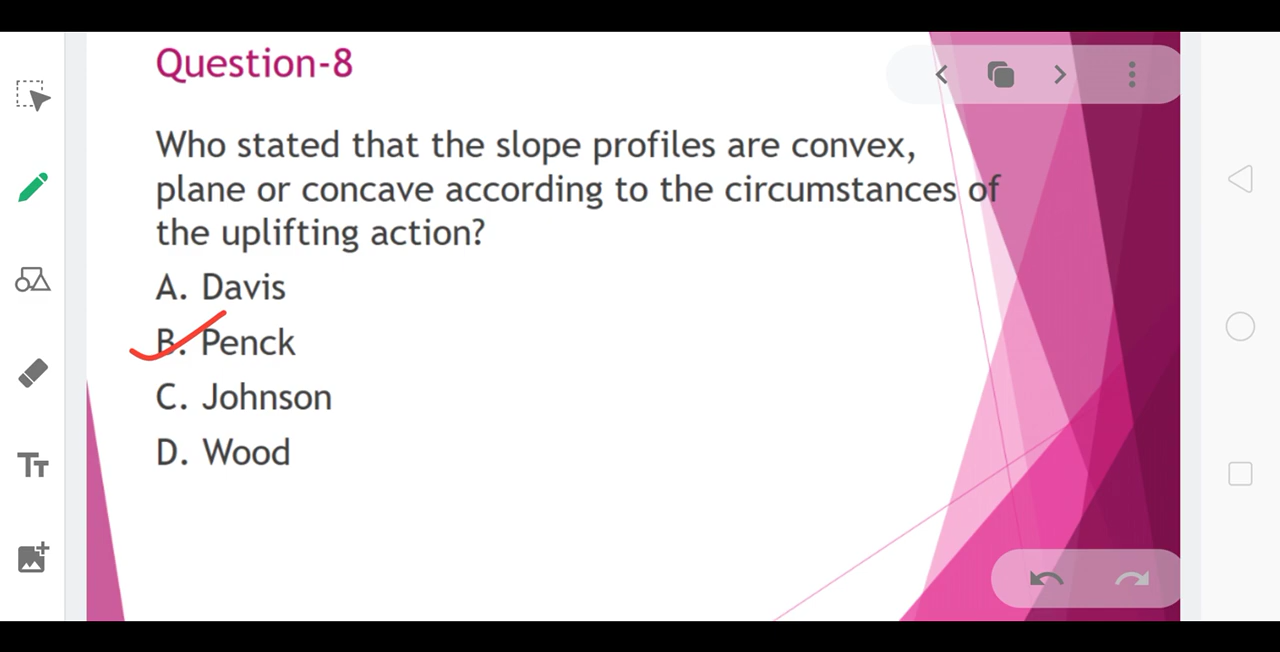 Question-8
Who stated that the slope profiles are convex,
plane or concave according to the circumstances of
the uplifting action?
A. Davis
B. Penck
C. Johnson
D. Wood
TT